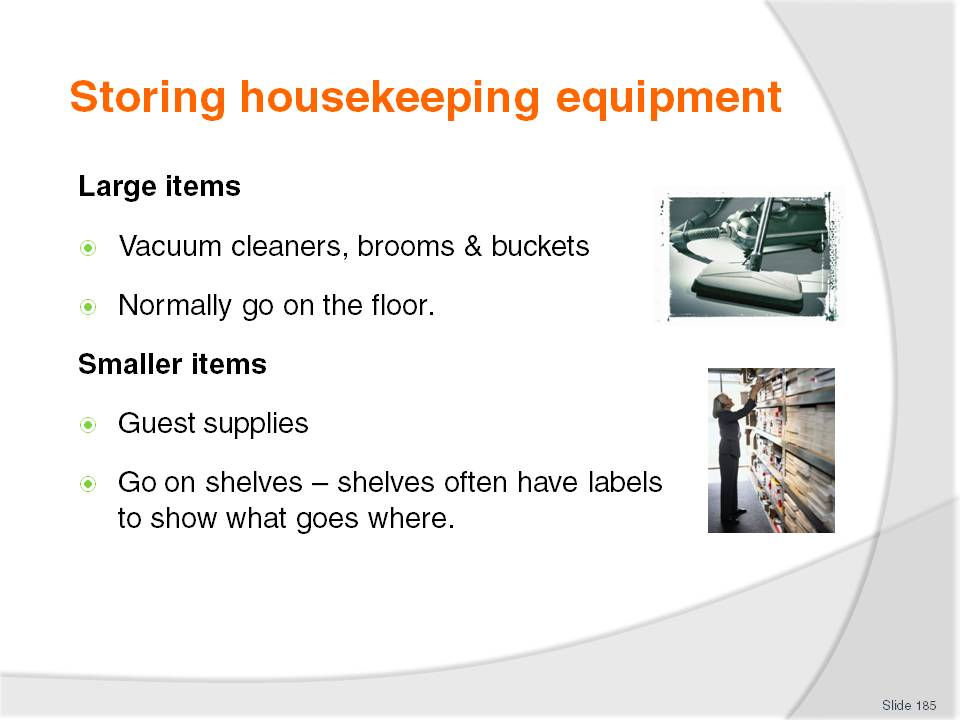 Storing housekeeping equipment
Large items
Vacuum cleaners, brooms & buckets
Normally go on the floor.
Smaller items
Guest supplies
Go on shelves – shelves often have labels
to show what goes where.
Slide 185